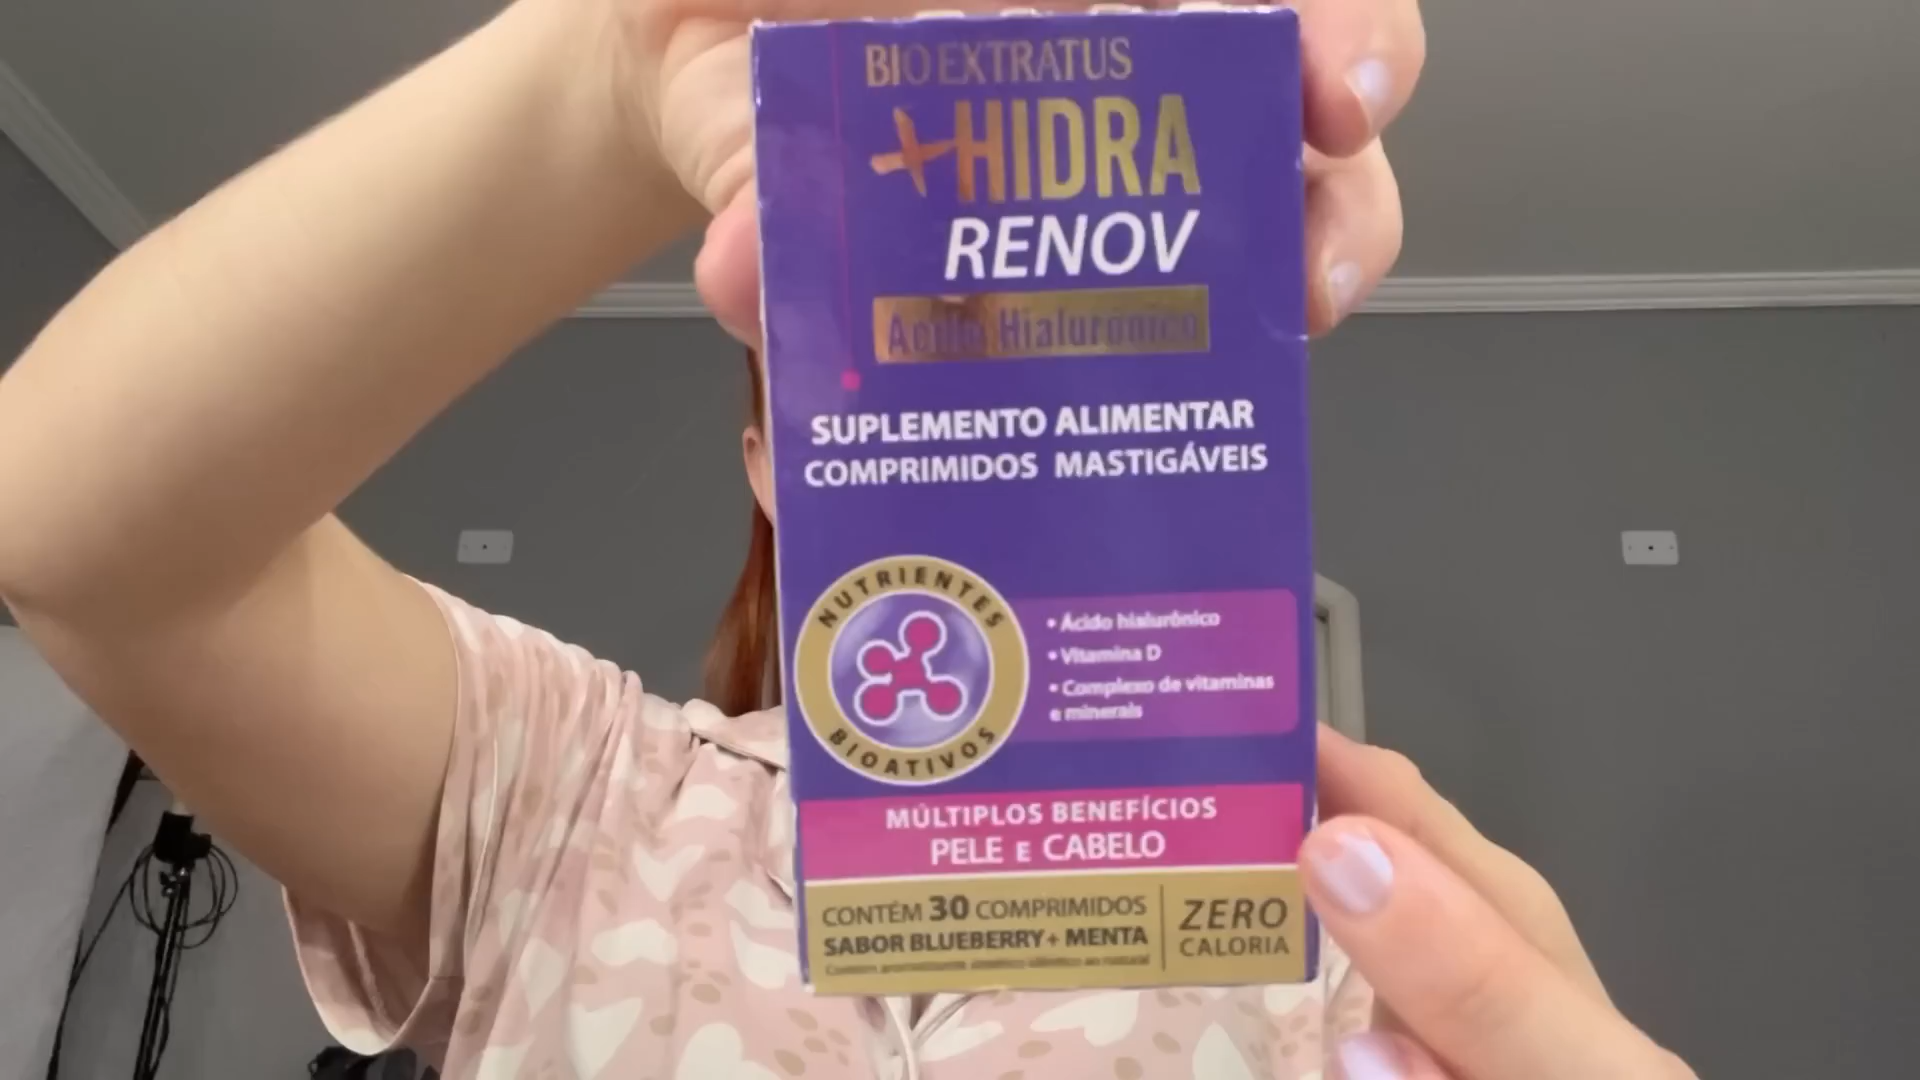 BIO EXTRATUS
+HIDRA
RENOV
Ácido Hialurônico
SUPLEMENTO ALIMENTAR
COMPRIMIDOS MASTIGÁVEIS
NUTRIENTES
BIOATIVOS
• Ácido hialurônico
• Vitamina D
• Complexo de vitaminas
e minerais
MÚLTIPLOS BENEFÍCIOS
PELE E CABELO
CONTÉM 30 COMPRIMIDOS
SABOR BLUEBERRY + MENTA
ZERO
CALORIA